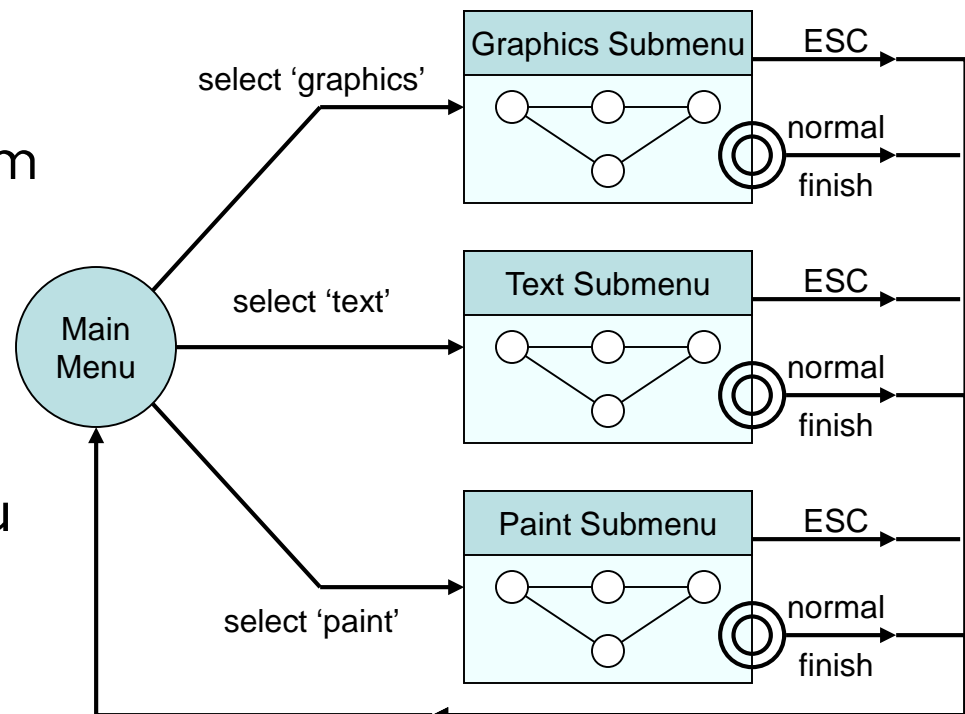 Graphics Submenu
ESC
select ‘graphics’
normal
finish
m
Text Submenu
ESC
select ‘text’
Main
Menu
normal
finish
u
Paint Submenu
ESC
normal
select ‘paint’
finish